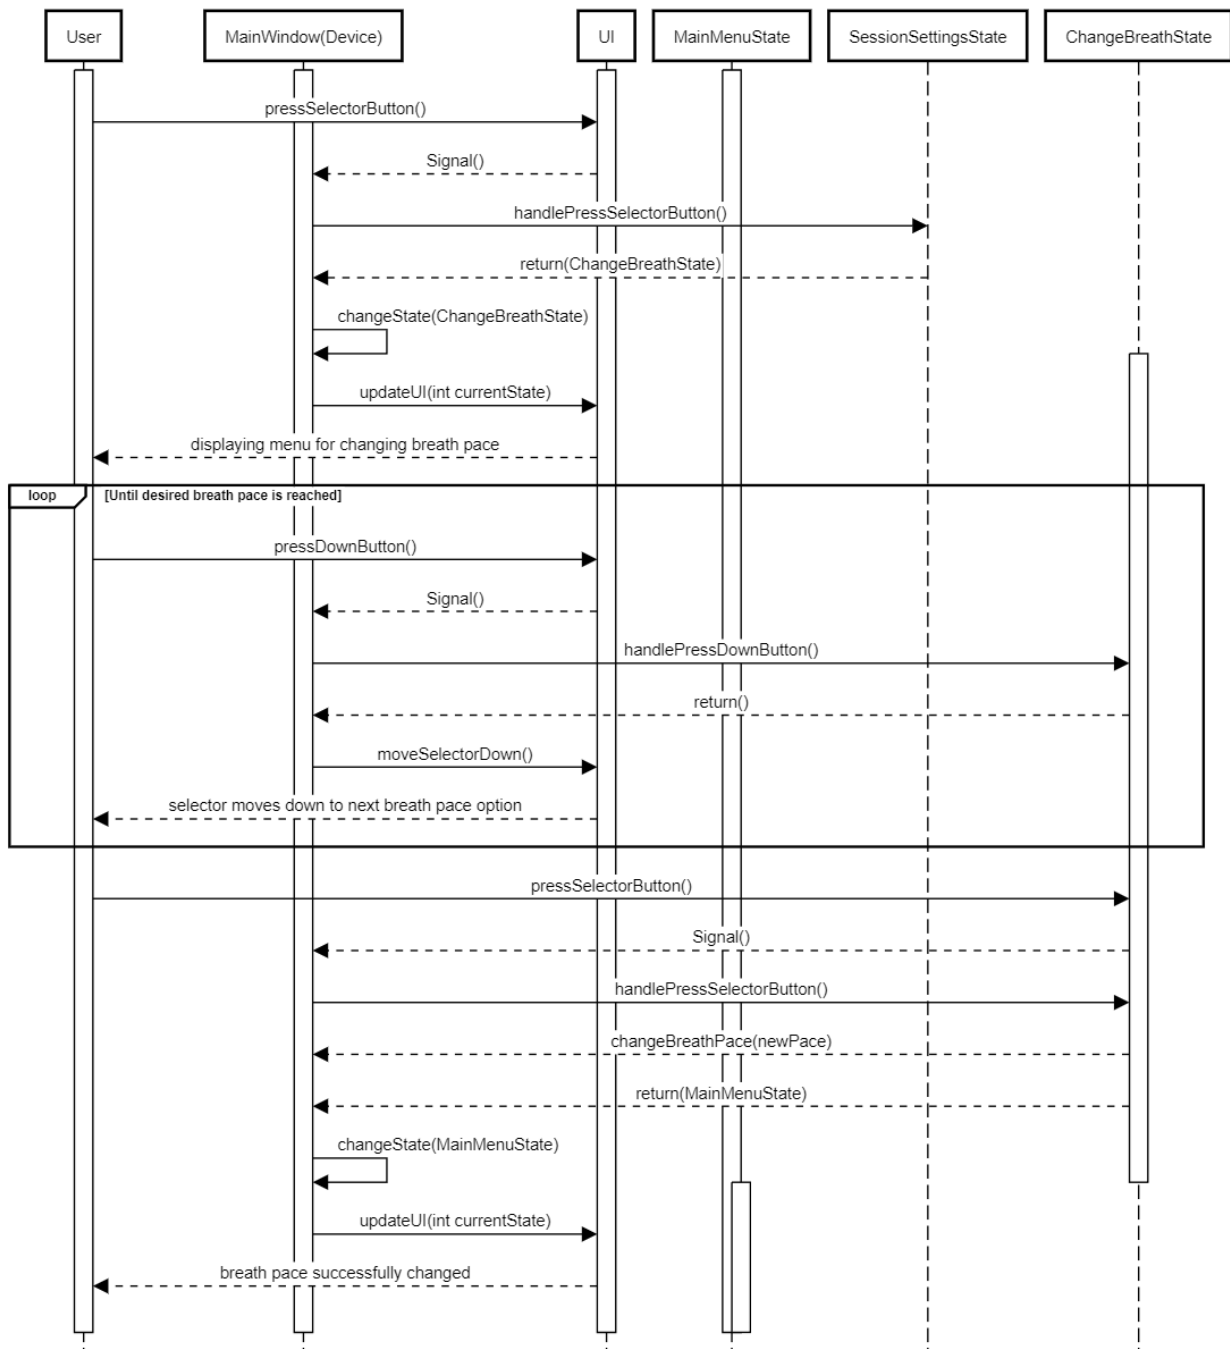 User
MainWindow(Device)
UI
MainMenuState
SessionSettingsState
ChangeBreathState
pressSelectorButton()
Signal()
handlePressSelectorButton()
return(ChangeBreathState)
changeState(ChangeBreathState)
updateUI(int currentState)
displaying menu for changing breath pace
loop
[Until desired breath pace is reached]
pressDownButton()
Signal()
handlePressDownButton()
return()
moveSelectorDown()
selector moves down to next breath pace option
pressSelectorButton()
Signal()
handlePressSelectorButton()
changeBreathPace(newPace)
return(MainMenuState)
changeState(MainMenuState)
updateUI(int currentState)
breath pace successfully changed